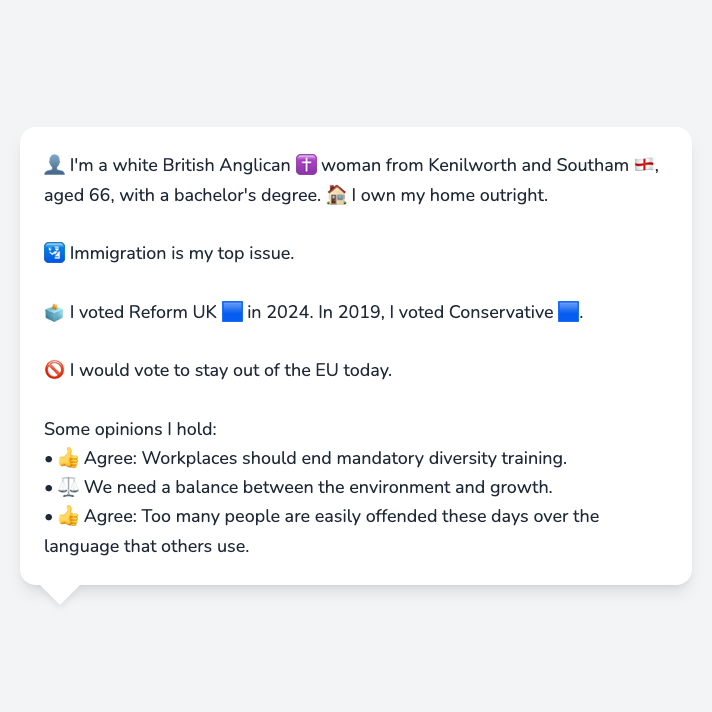 👤 I'm a white British Anglican ✝️ woman from Kenilworth and Southam 🏴󠁧󠁢󠁥󠁮󠁧󠁿,
aged 66, with a bachelor's degree. 🏠 I own my home outright.
🛂 Immigration is my top issue.
🗳️ I voted Reform UK 🟦 in 2024. In 2019, I voted Conservative 🟦.
🚫 I would vote to stay out of the EU today.
Some opinions I hold:
• 👍 Agree: Workplaces should end mandatory diversity training.
• ⚖️ We need a balance between the environment and growth.
• 👍 Agree: Too many people are easily offended these days over the
language that others use.